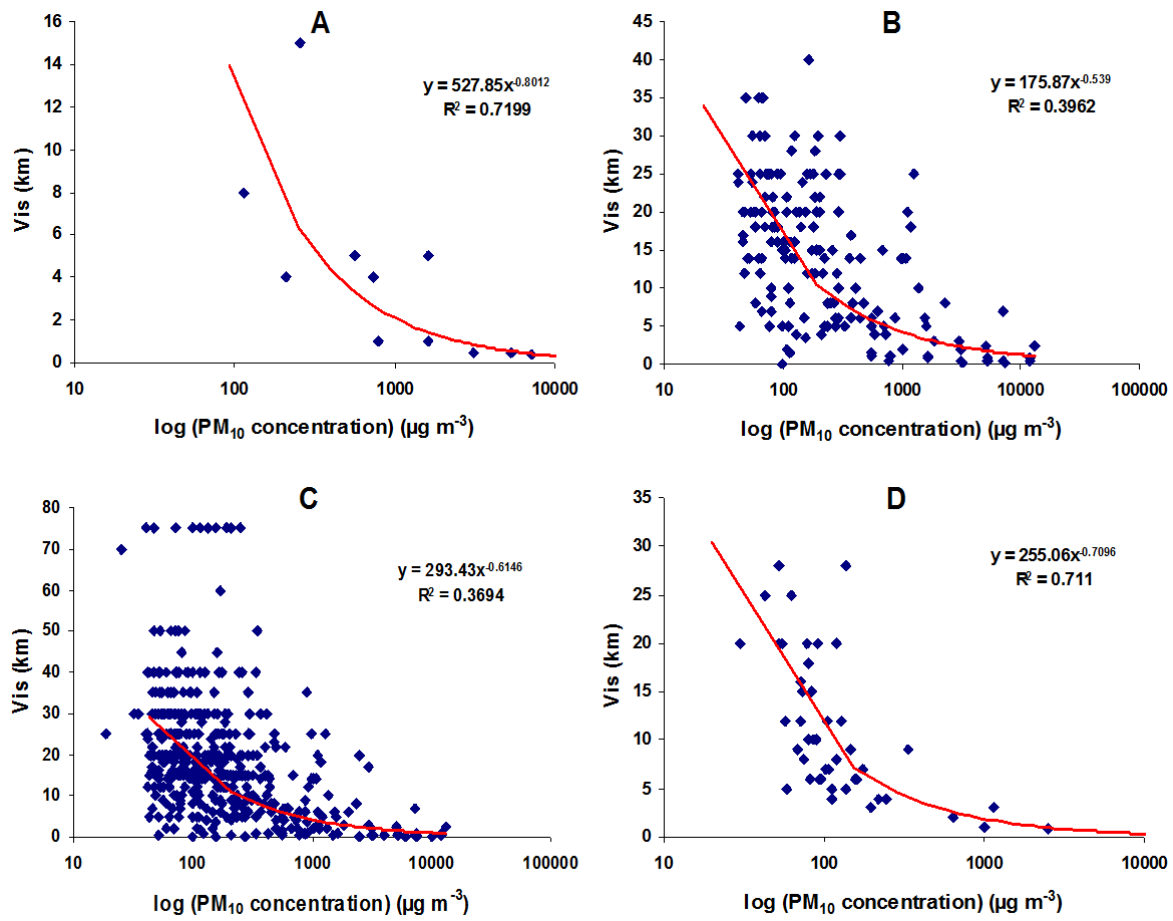 A
16
14
12
10
8
6
4
2
0
10 100 1000 10000
Vis (km)
log (PM₁₀ concentration) (µg m⁻³)
y = 527.85x⁻⁰·⁸⁰¹²
R² = 0.7199
B
45
40
35
30
25
20
15
10
5
0
10 100 1000 10000 100000
Vis (km)
log (PM₁₀ concentration) (µg m⁻³)
y = 175.87x⁻⁰·⁵³⁹
R² = 0.3962
C
80
70
60
50
40
30
20
10
0
10 100 1000 10000 100000
Vis (km)
log (PM₁₀ concentration) (µg m⁻³)
y = 293.43x⁻⁰·⁶¹⁴⁶
R² = 0.3694
D
35
30
25
20
15
10
5
0
10 100 1000 10000
Vis (km)
log (PM₁₀ concentration) (µg m⁻³)
y = 255.06x⁻⁰·⁷⁰⁹⁶
R² = 0.711